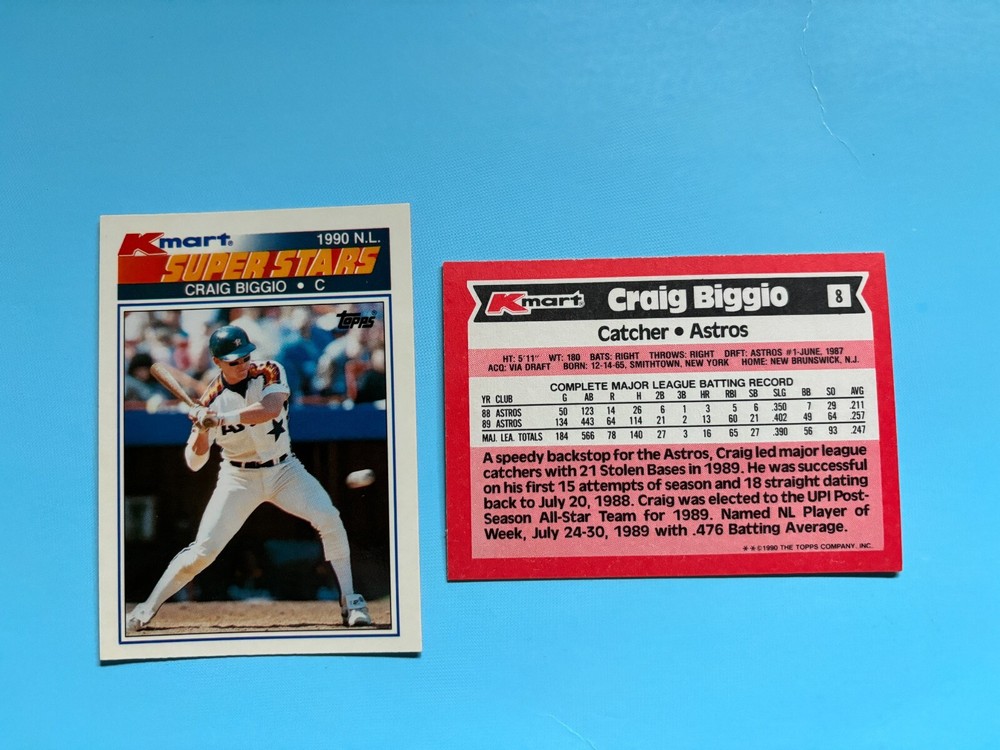 Kmart®
1990 N.L.
SUPER STARS
CRAIG BIGGIO • C
Topps®
AS
Kmart® Craig Biggio 8
Catcher • Astros
HT: 5'11" WT: 180 BATS: RIGHT THROWS: RIGHT DRFT: ASTROS #1-JUNE, 1987
ACQ: VIA DRAFT BORN: 12-14-65, SMITHTOWN, NEW YORK HOME: NEW BRUNSWICK, N.J.
COMPLETE MAJOR LEAGUE BATTING RECORD
YR CLUB G AB R H 2B 3B HR RBI SB SLG BB SO AVG
88 ASTROS 50 123 14 26 6 1 3 5 6 .350 7 29 .211
89 ASTROS 134 443 64 114 21 2 13 60 21 .402 49 64 .257
MAJ. LEA. TOTALS 184 566 78 140 27 3 16 65 27 .390 56 93 .247
A speedy backstop for the Astros, Craig led major league
catchers with 21 Stolen Bases in 1989. He was successful
on his first 15 attempts of season and 18 straight dating
back to July 20, 1988. Craig was elected to the UPI Post-
Season All-Star Team for 1989. Named NL Player of
Week, July 24-30, 1989 with .476 Batting Average.
**©1990 THE TOPPS COMPANY, INC.